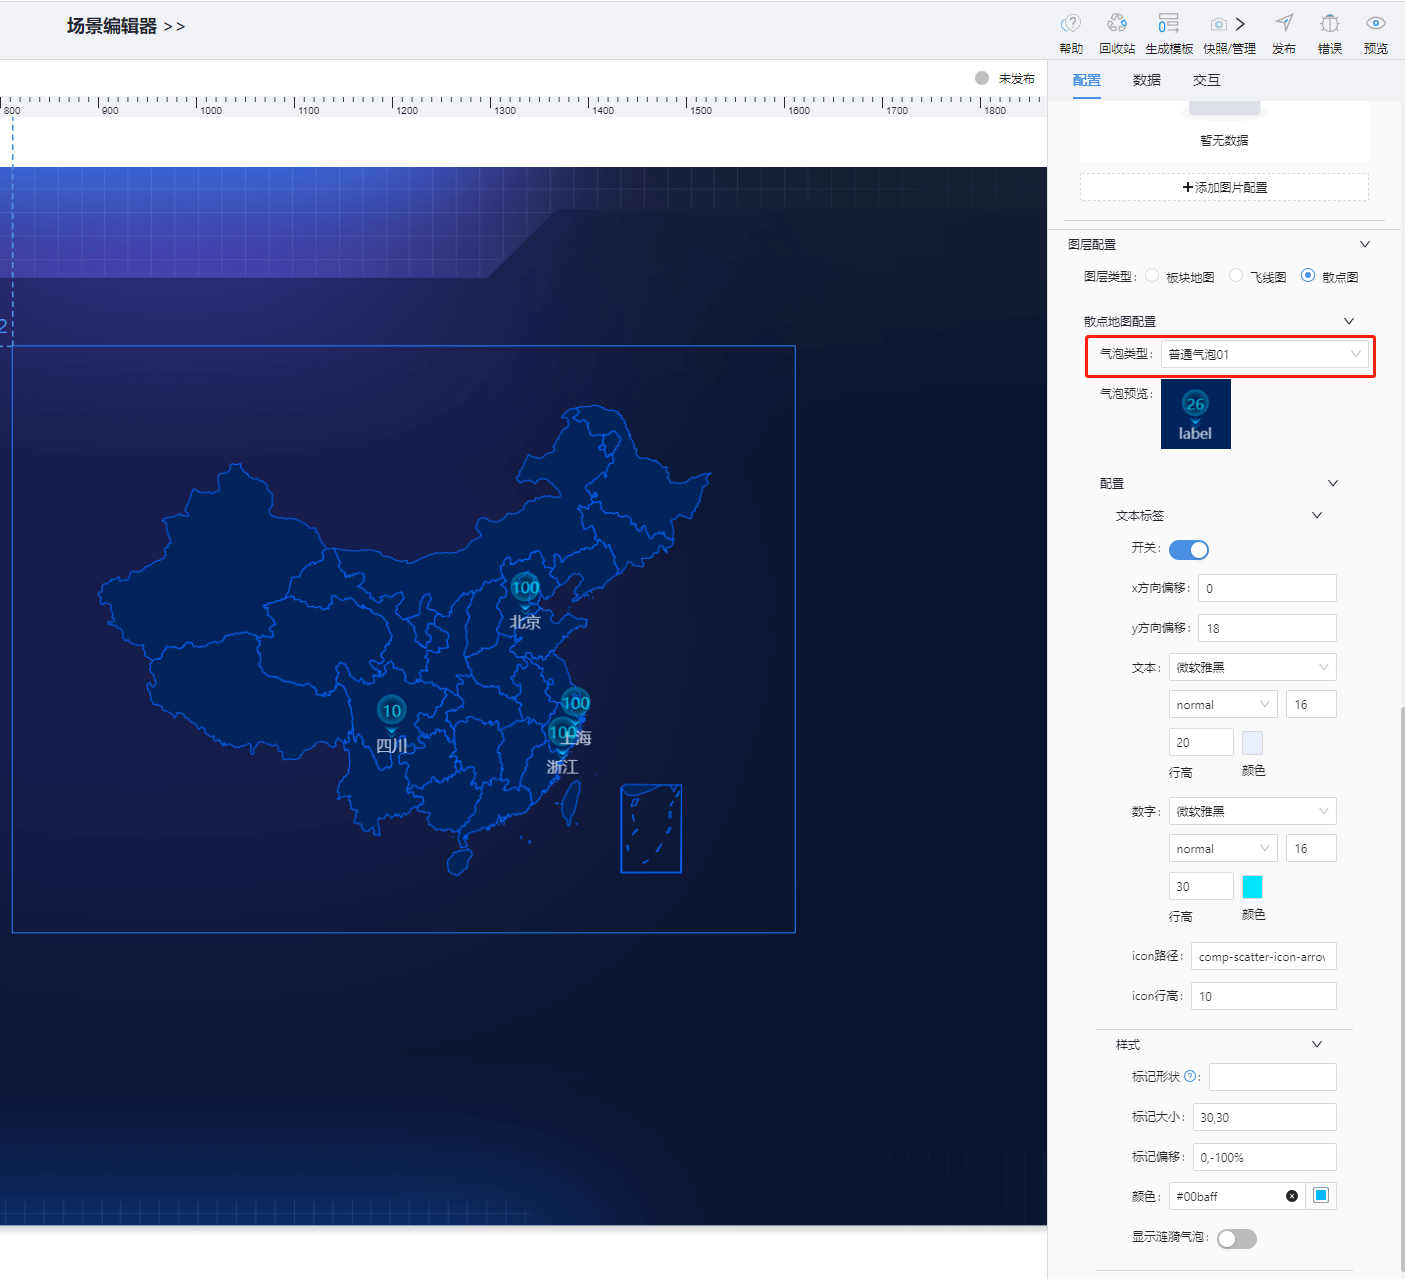 场景编辑器 >>
帮助
回收站
生成模板
快照/管理
发布
错误
预览
未发布
配置
数据
交互
800
900
1000
1100
1200
1300
1400
1500
1600
1700
1800
暂无数据
+添加图片配置
图层配置
图层类型:
板块地图
飞线图
散点图
散点地图配置
气泡类型:
普通气泡01
气泡预览:
26
label
配置
文本标签
开关:
x方向偏移:
0
y方向偏移:
18
文本:
微软雅黑
normal
16
20
行高
颜色
数字:
微软雅黑
normal
16
30
行高
颜色
icon路径:
comp-scatter-icon-arrov
icon行高:
10
样式
标记形状 ? :
标记大小:
30,30
标记偏移:
0,-100%
颜色:
#00baff
显示涟漪气泡:
2
100
北京
10
四川
100
上海
100
浙江